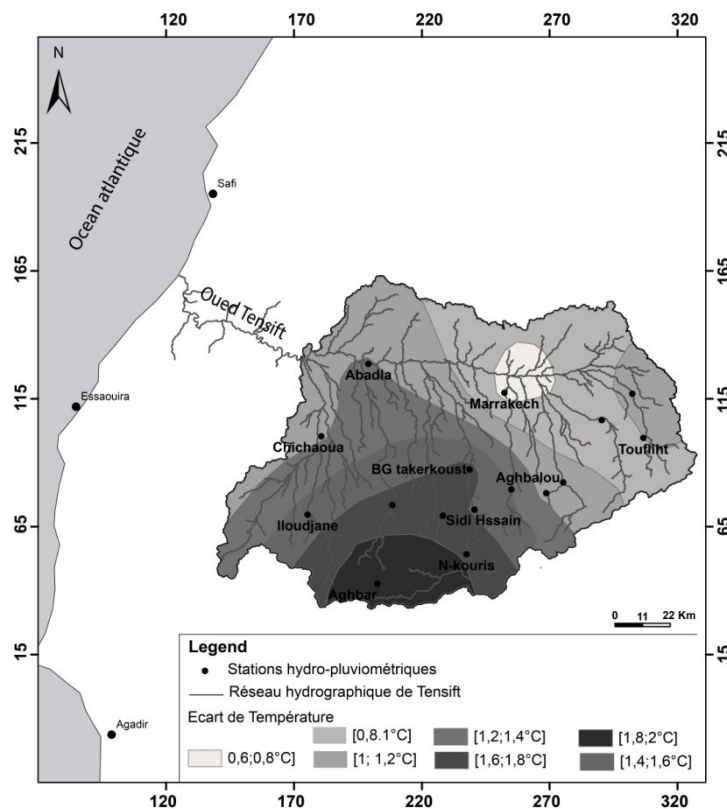 120 170 220 270 320
N
215
215
Safi
Ocean atlantique
165
165
Oued Tensift
Abadla
115
115
Essaouira
Marrakech
Chichaoua
Toufliht
BG takerkoust
Aghbalou
Iloudjane
Sidi Hssain
65
65
N-kouris
Aghbar
0 11 22 Km
15
15
Legend
Stations hydro-pluviométriques
Réseau hydrographique de Tensift
Ecart de Température
[0,8.1°C] [1,2;1,4°C] [1,8;2°C]
0,6;0,8°C] [1; 1,2°C] [1,6;1,8°C] [1,4;1,6°C]
Agadir
120 170 220 270 320